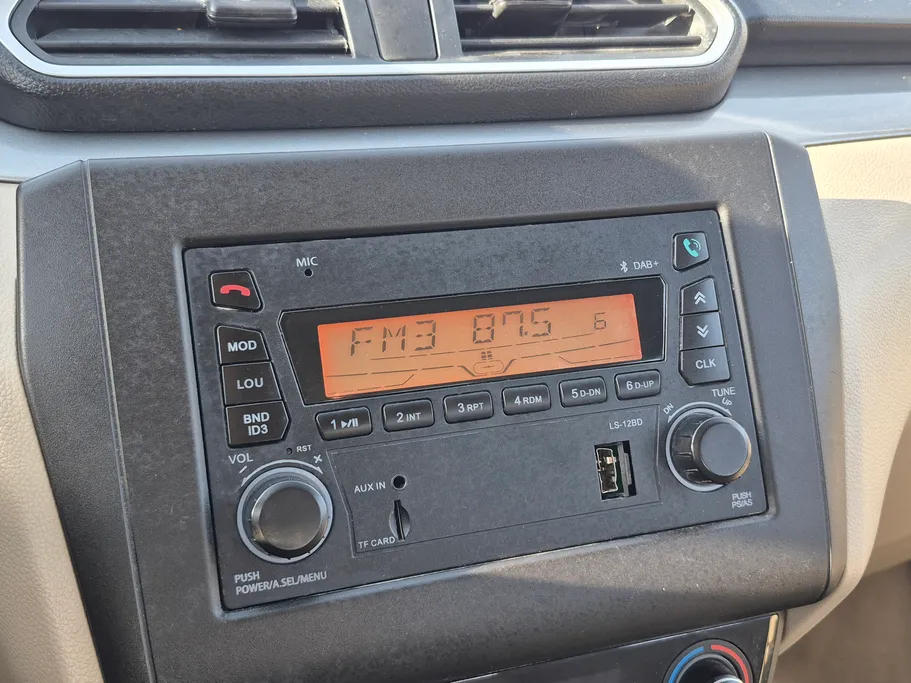 MIC
DAB+
FM3 87.5 6
MOD
LOU
BND
ID3
CLK
1 ▶/II
2 INT
3 RPT
4 RDM
5 D-DN
6 D-UP
VOL
RST
AUX IN
TF CARD
LS-12BD
TUNE
DN
UP
PUSH
POWER/A.SEL/MENU
PUSH
PS/AS